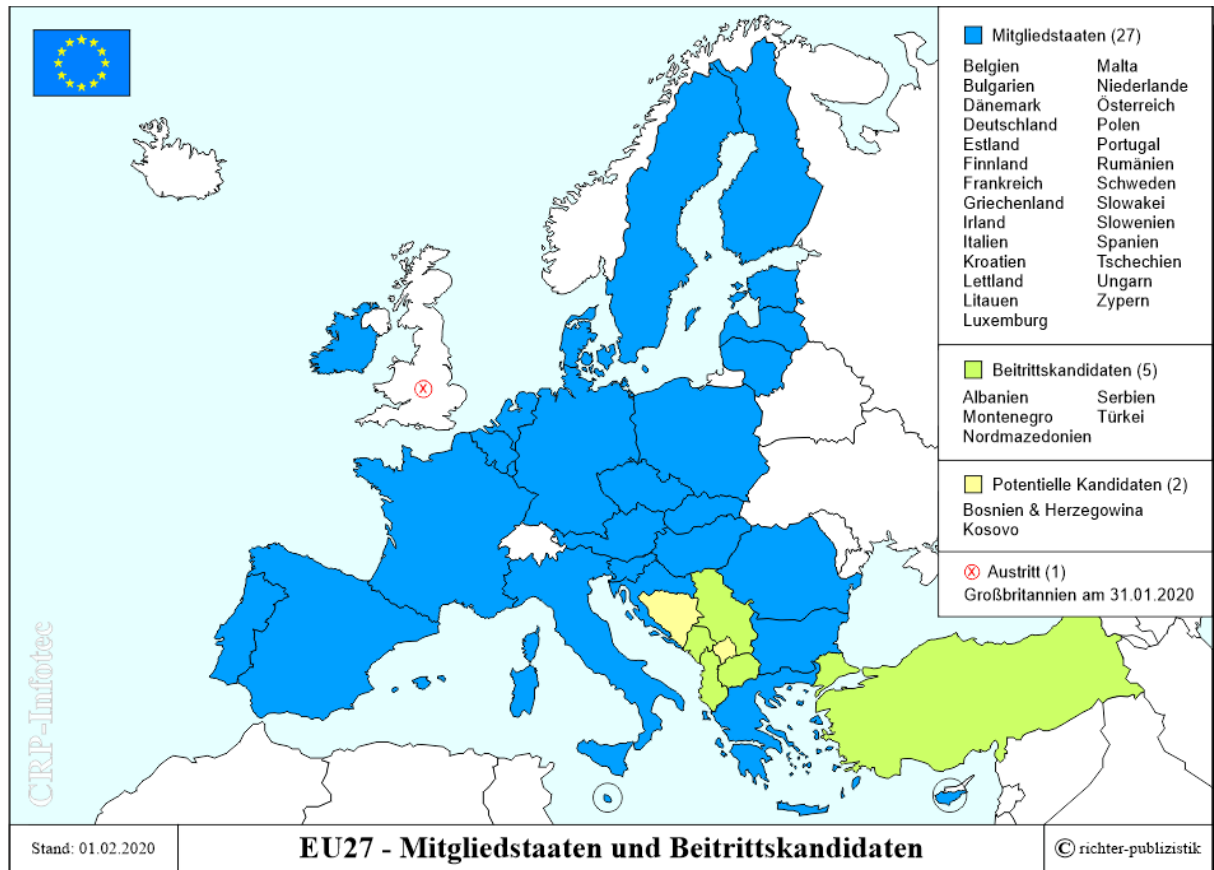 Mitgliedstaaten (27)
Belgien Malta
Bulgarien Niederlande
Dänemark Österreich
Deutschland Polen
Estland Portugal
Finnland Rumänien
Frankreich Schweden
Griechenland Slowakei
Irland Slowenien
Italien Spanien
Kroatien Tschechien
Lettland Ungarn
Litauen Zypern
Luxemburg
Beitrittskandidaten (5)
Albanien Serbien
Montenegro Türkei
Nordmazedonien
Potentielle Kandidaten (2)
Bosnien & Herzegowina
Kosovo
X Austritt (1)
Großbritannien am 31.01.2020
X
CRP-Infotec
Stand: 01.02.2020
EU27 - Mitgliedstaaten und Beitrittskandidaten
© richter-publizistik